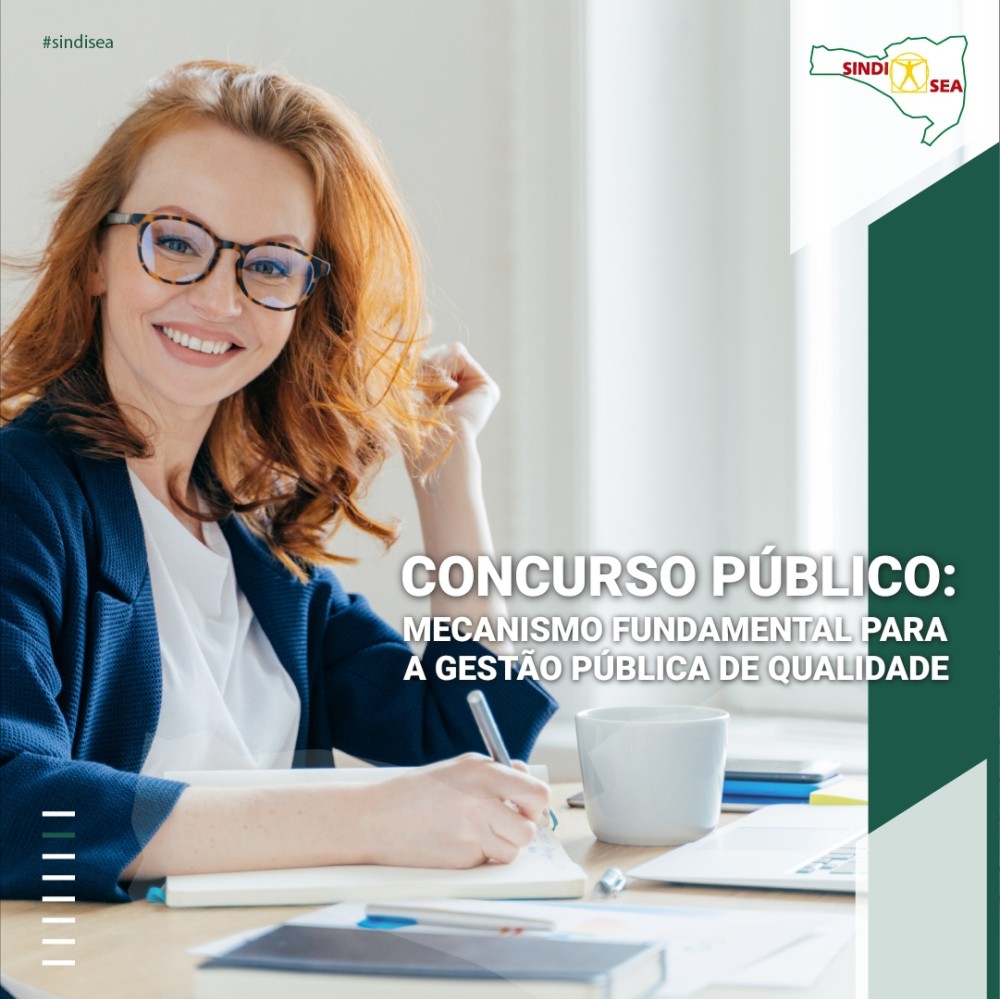 #sindisea
SINDI SEA
CONCURSO PÚBLICO:
MECANISMO FUNDAMENTAL PARA
A GESTÃO PÚBLICA DE QUALIDADE